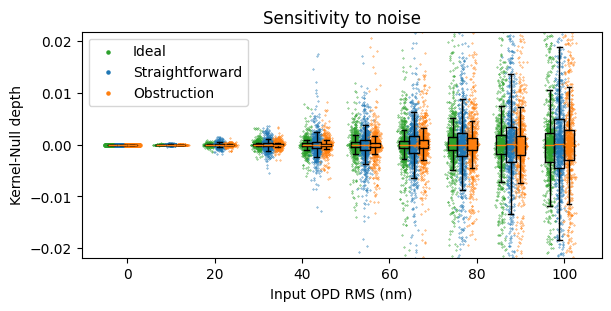 Sensitivity to noise
Kernel-Null depth
0.02
0.01
0.00
−0.01
−0.02
Ideal
Straightforward
Obstruction
0
20
40
60
80
100
Input OPD RMS (nm)